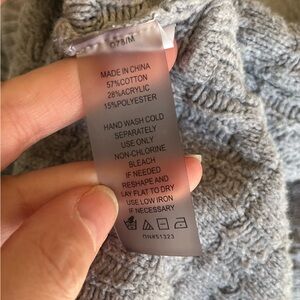 078/M
MADE IN CHINA
57%COTTON
28%ACRYLIC
15%POLYESTER
HAND WASH COLD
SEPARATELY
USE ONLY
NON-CHLORINE
BLEACH
IF NEEDED
RESHAPE AND
LAY FLAT TO DRY
USE LOW IRON
IF NECESSARY